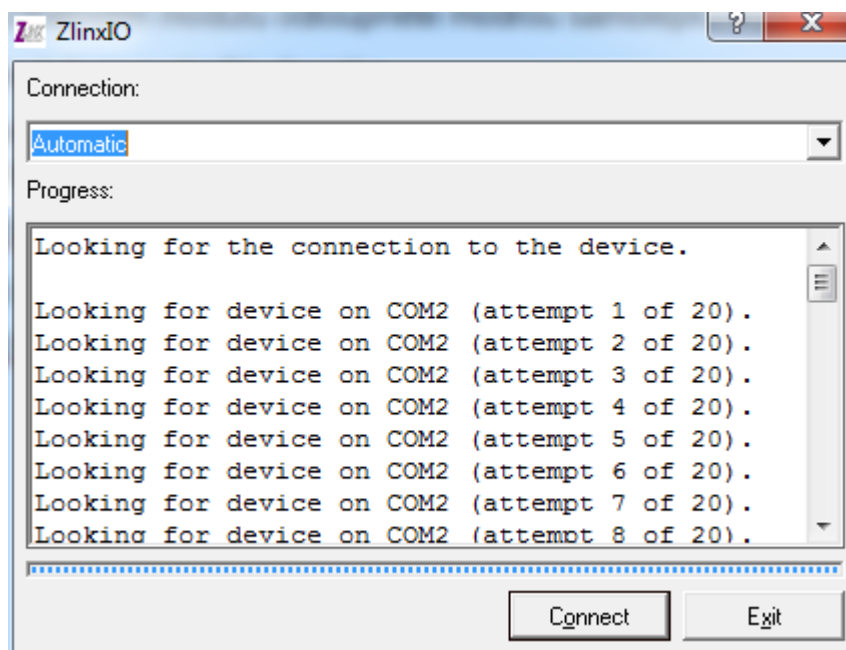 ZlinxIO
Connection:
Automatic
Progress:
Looking for the connection to the device.
Looking for device on COM2 (attempt 1 of 20).
Looking for device on COM2 (attempt 2 of 20).
Looking for device on COM2 (attempt 3 of 20).
Looking for device on COM2 (attempt 4 of 20).
Looking for device on COM2 (attempt 5 of 20).
Looking for device on COM2 (attempt 6 of 20).
Looking for device on COM2 (attempt 7 of 20).
Looking for device on COM2 (attempt 8 of 20).
Connect Exit